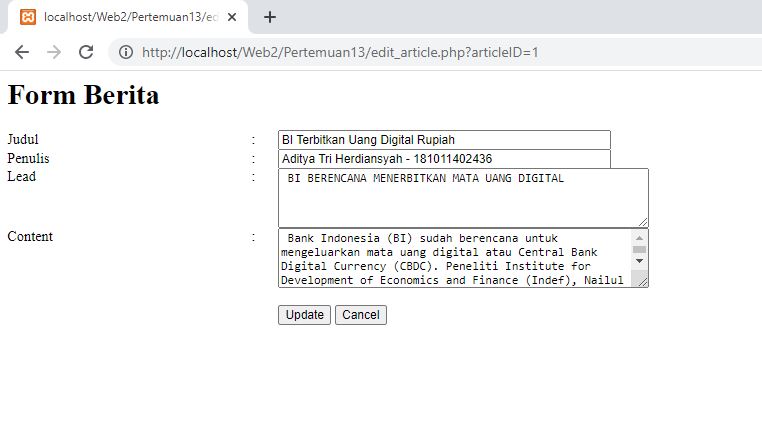 localhost/Web2/Pertemuan13/ed
http://localhost/Web2/Pertemuan13/edit_article.php?articleID=1
Form Berita
Judul : BI Terbitkan Uang Digital Rupiah
Penulis : Aditya Tri Herdiansyah - 181011402436
Lead : BI BERENCANA MENERBITKAN MATA UANG DIGITAL
Content : Bank Indonesia (BI) sudah berencana untuk
mengeluarkan mata uang digital atau Central Bank
Digital Currency (CBDC). Peneliti Institute for
Development of Economics and Finance (Indef), Nailul
Update Cancel